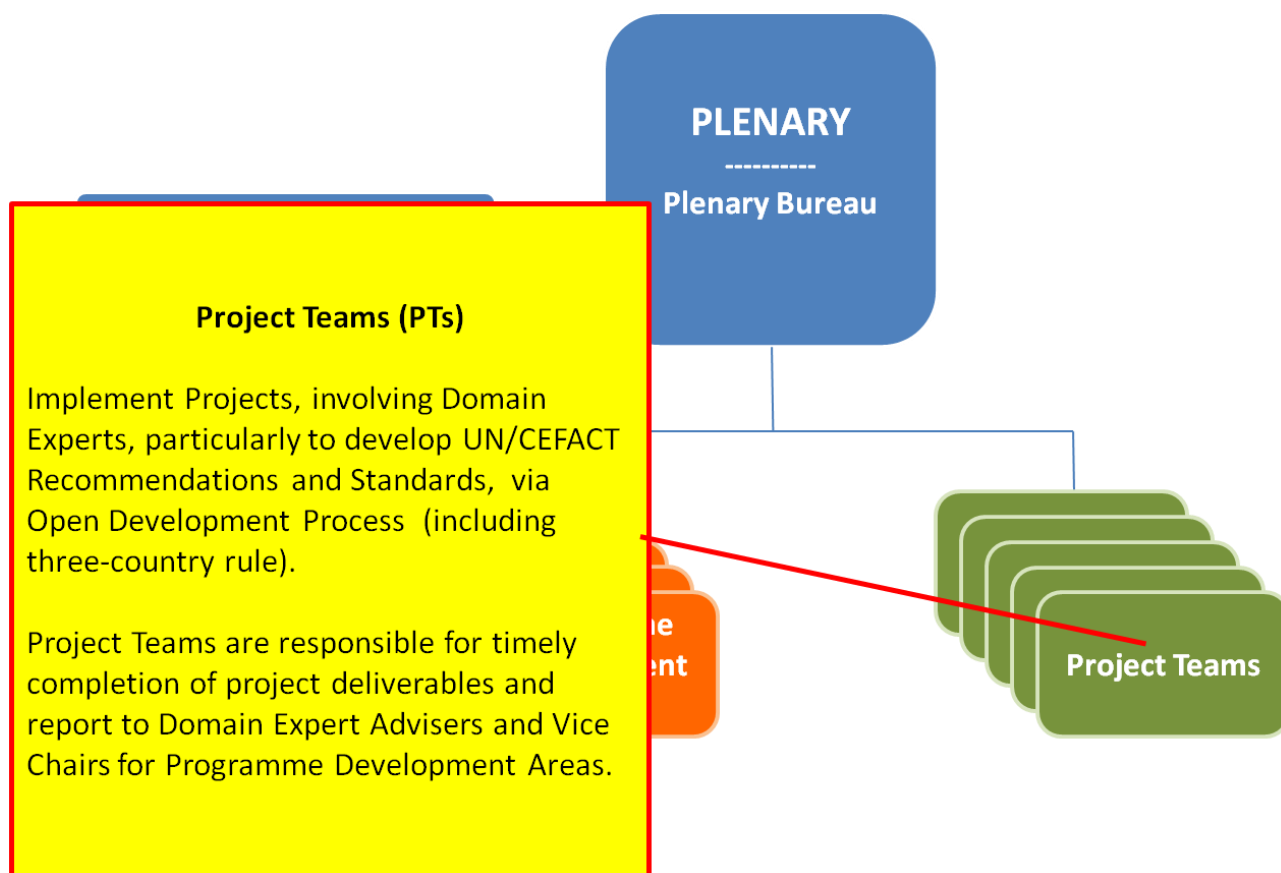 PLENARY
----------
Plenary Bureau
Project Teams (PTs)
Implement Projects, involving Domain
Experts, particularly to develop UN/CEFACT
Recommendations and Standards, via
Open Development Process (including
three-country rule).
Project Teams are responsible for timely
completion of project deliverables and
report to Domain Expert Advisers and Vice
Chairs for Programme Development Areas.
Project Teams